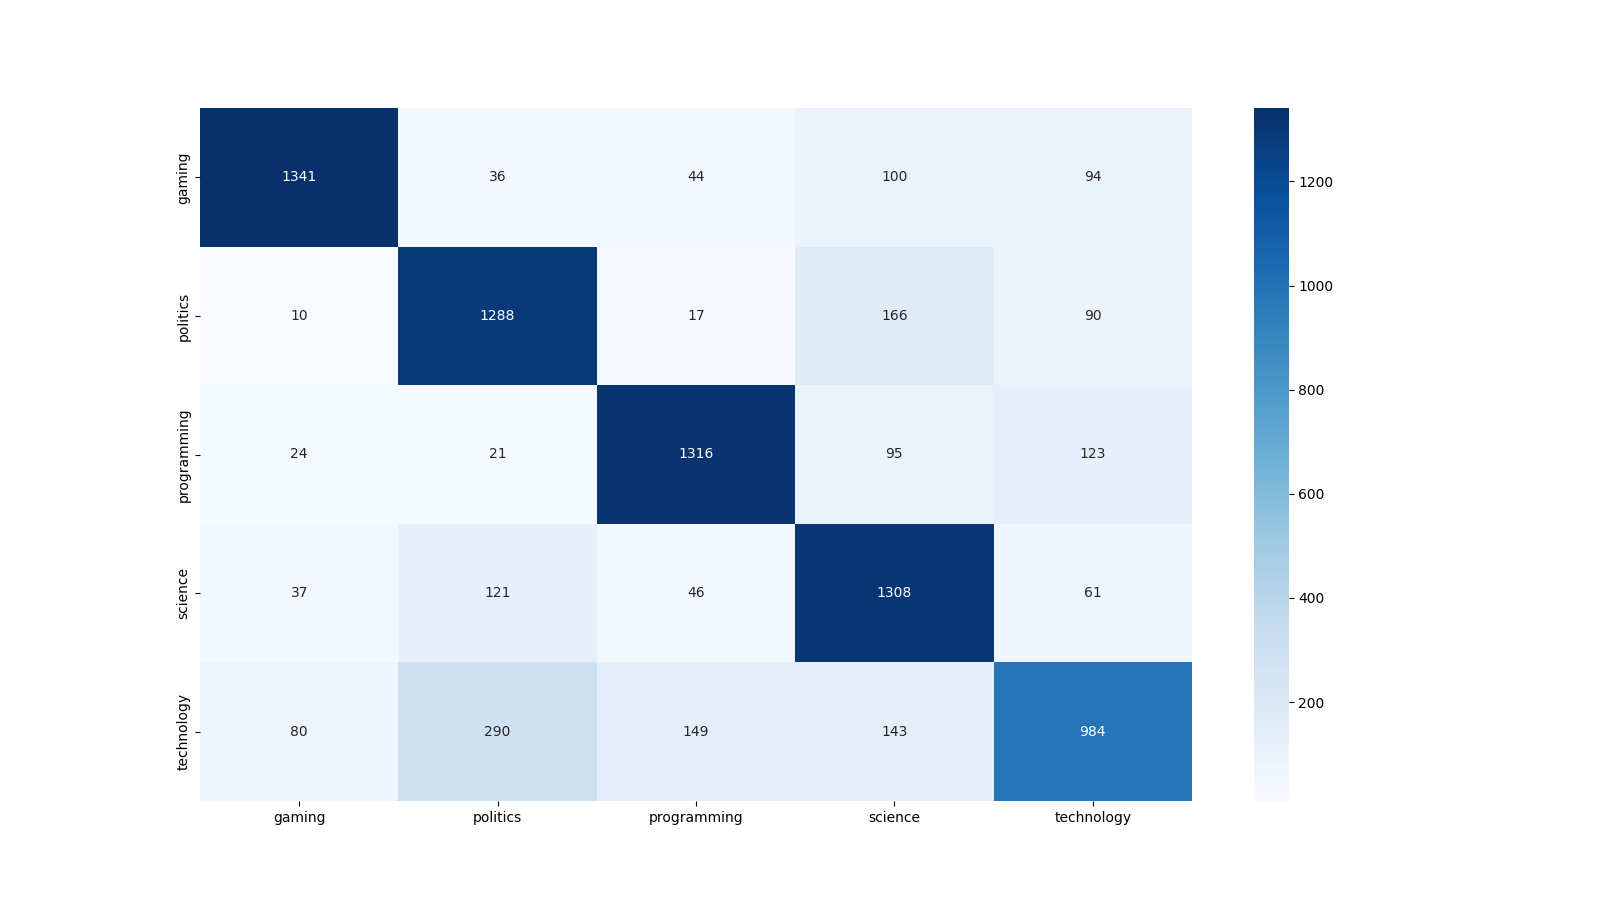 gaming 1341 36 44 100 94
politics 10 1288 17 166 90
programming 24 21 1316 95 123
science 37 121 46 1308 61
technology 80 290 149 143 984
gaming politics programming science technology
1200
1000
800
600
400
200